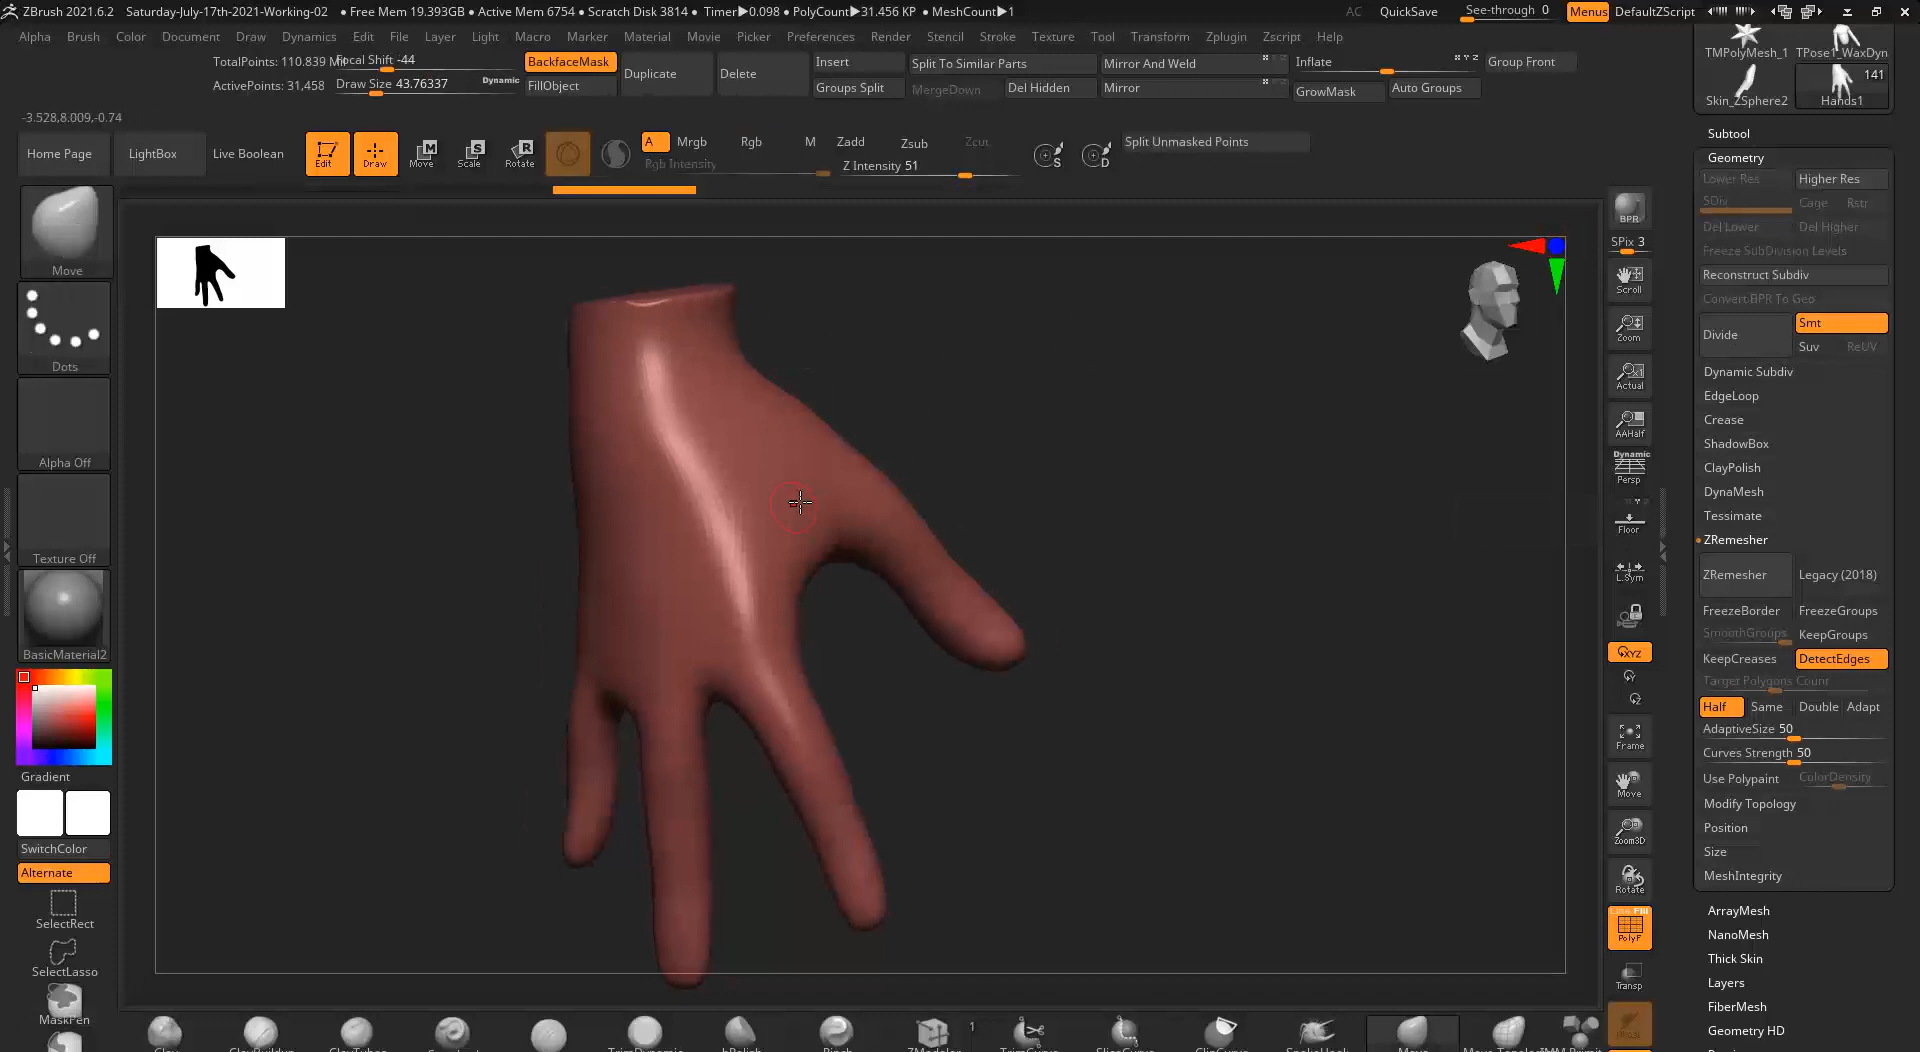 ZBrush 2021.6.2 Saturday-July-17th-2021-Working-02 ● Free Mem 19.393GB ● Active Mem 6754 ● Scratch Disk 3814 ● Timer▶0.098 ● PolyCount▶31.456 KP ● MeshCount▶1 AC QuickSave See-through 0 Menus DefaultZScript
Alpha Brush Color Document Draw Dynamics Edit File Layer Light Macro Marker Material Movie Picker Preferences Render Stencil Stroke Texture Tool Transform Zplugin Zscript Help
TotalPoints: 110.839 Mil Focal Shift -44 BackfaceMask Duplicate Delete Insert Split To Similar Parts Mirror And Weld Inflate Group Front
ActivePoints: 31,458 Draw Size 43.76337 Dynamic FillObject Groups Split MergeDown Del Hidden Mirror GrowMask Auto Groups
-3.528,8.009,-0.74
Home Page LightBox Live Boolean Edit Draw Move Scale Rotate A Mrgb Rgb M Zadd Zsub Zcut Split Unmasked Points
Rgb Intensity Z Intensity 51
M S R S D
Move
Dots
Alpha Off
Texture Off
BasicMaterial2
Gradient
SwitchColor
Alternate
SelectRect
SelectLasso
MaskPen
BPR
SPix 3
Scroll
Zoom
Actual
AAHalf
Dynamic
Persp
Floor
L.Sym
XYZ
Y
Z
Frame
Move
Zoom3D
Rotate
Line Fill
PolyF
Transp
TMPolyMesh_1 TPose1_WaxDyn
141
Skin_ZSphere2 Hands1
Subtool
Geometry
Lower Res Higher Res
SDiv Cage Rstr
Del Lower Del Higher
Freeze SubDivision Levels
Reconstruct Subdiv
Convert BPR To Geo
Divide Smt
Suv ReUV
Dynamic Subdiv
EdgeLoop
Crease
ShadowBox
ClayPolish
DynaMesh
Tessimate
ZRemesher
ZRemesher Legacy (2018)
FreezeBorder FreezeGroups
SmoothGroups KeepGroups
KeepCreases DetectEdges
Target Polygons Count
Half Same Double Adapt
AdaptiveSize 50
Curves Strength 50
Use Polypaint ColorDensity
Modify Topology
Position
Size
MeshIntegrity
ArrayMesh
NanoMesh
Thick Skin
Layers
FiberMesh
Geometry HD
1